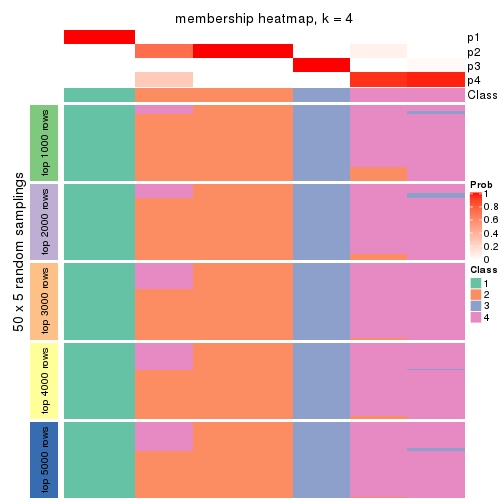 membership heatmap, k = 4
p1
p2
p3
p4
Class
50 x 5 random samplings
top 1000 rows
top 2000 rows
top 3000 rows
top 4000 rows
top 5000 rows
Prob
1
0.8
0.6
0.4
0.2
0
Class
1
2
3
4